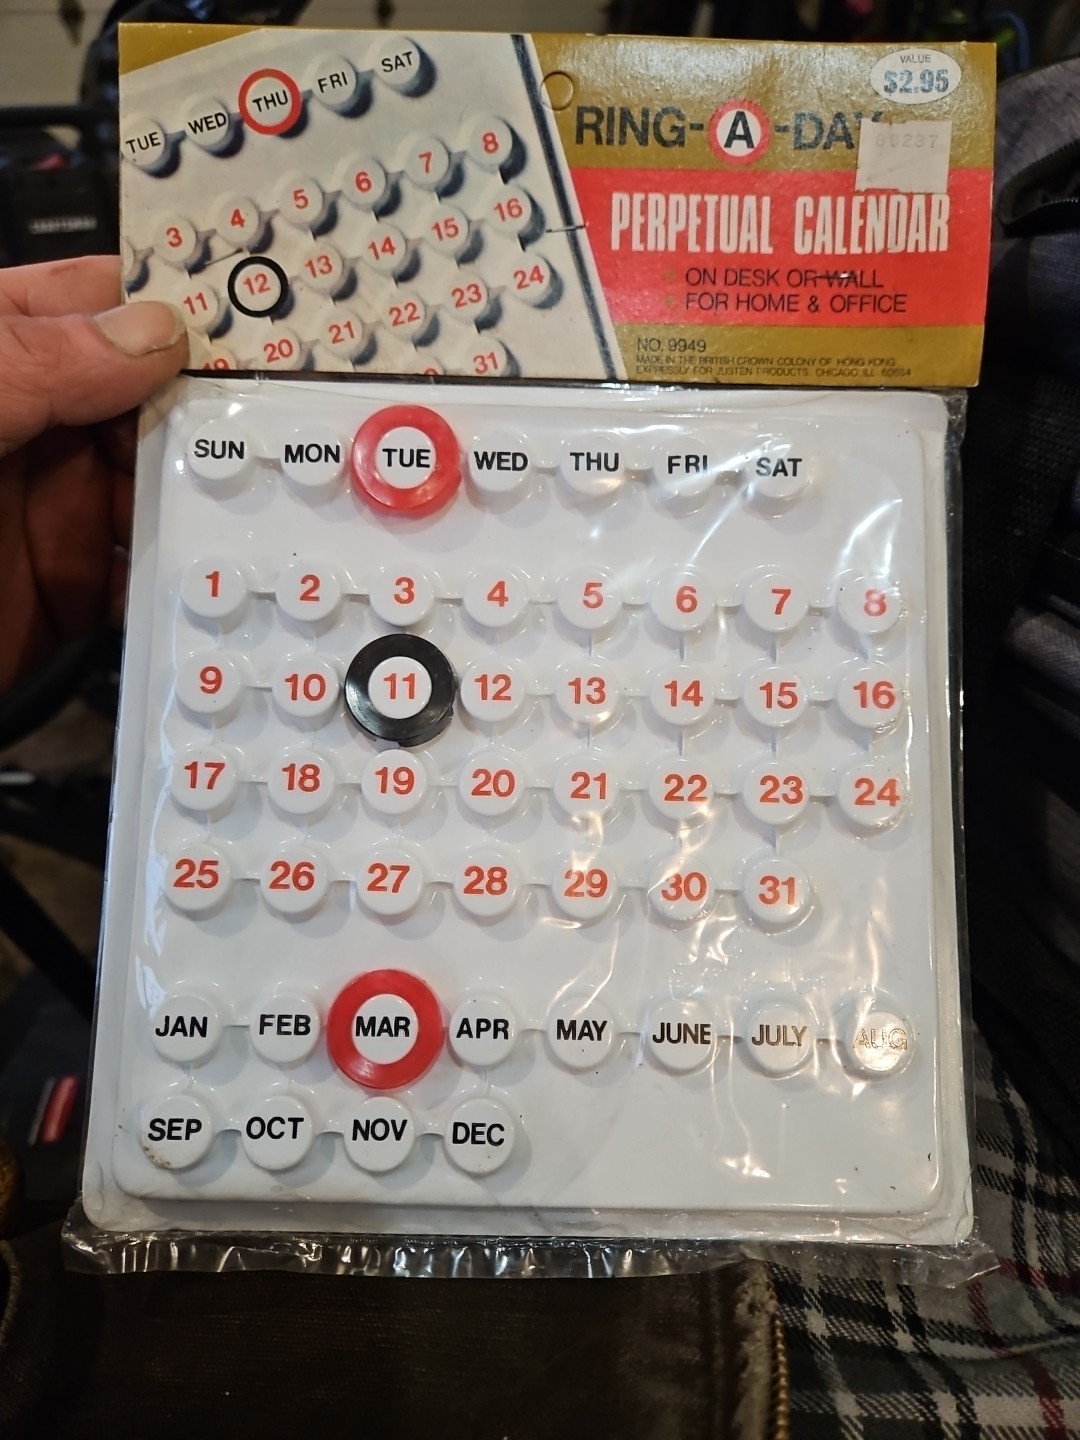 TUE WED THU FRI SAT
3 4 5 6 7 8
11 12 13 14 15 16
19 20 21 22 23 24
31
VALUE
$2.95
RING-A-DAY
00237
PERPETUAL CALENDAR
ON DESK OR WALL
FOR HOME & OFFICE
NO. 9949
MADE IN THE BRITISH CROWN COLONY OF HONG KONG
EXPRESSLY FOR JUSTEN PRODUCTS, CHICAGO, ILL 60654
SUN MON TUE WED THU FRI SAT
1 2 3 4 5 6 7 8
9 10 11 12 13 14 15 16
17 18 19 20 21 22 23 24
25 26 27 28 29 30 31
JAN FEB MAR APR MAY JUNE JULY AUG
SEP OCT NOV DEC